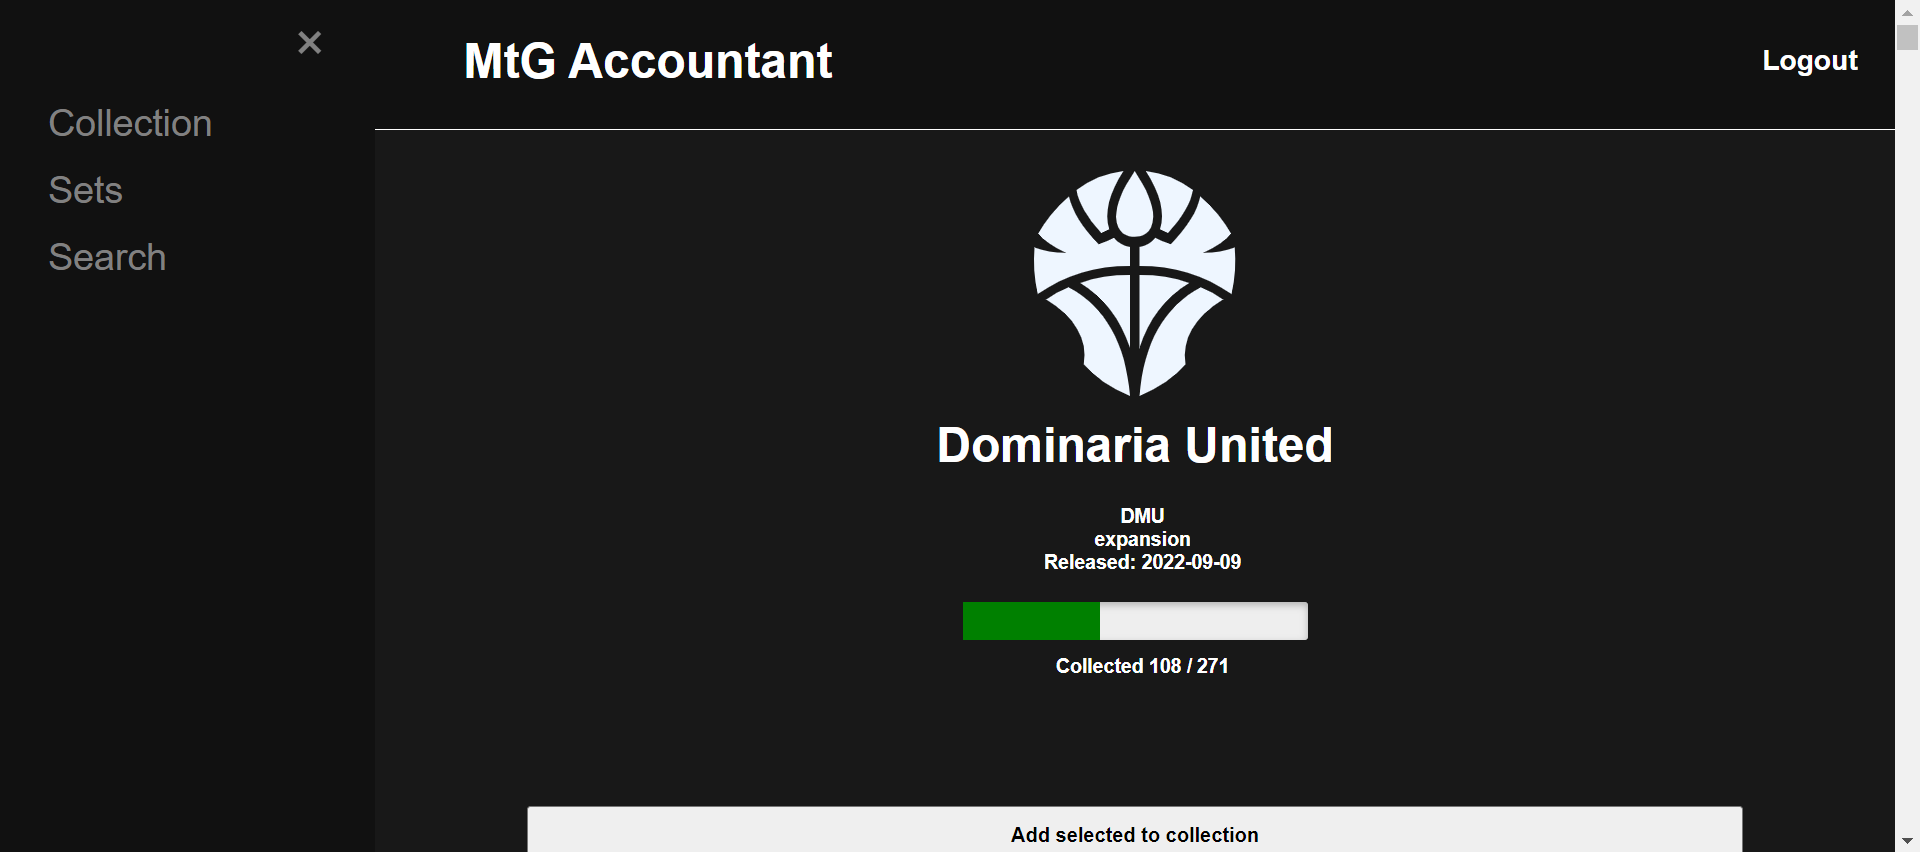 ×
Collection
Sets
Search
MtG Accountant
Logout
Dominaria United
DMU
expansion
Released: 2022-09-09
Collected 108 / 271
Add selected to collection